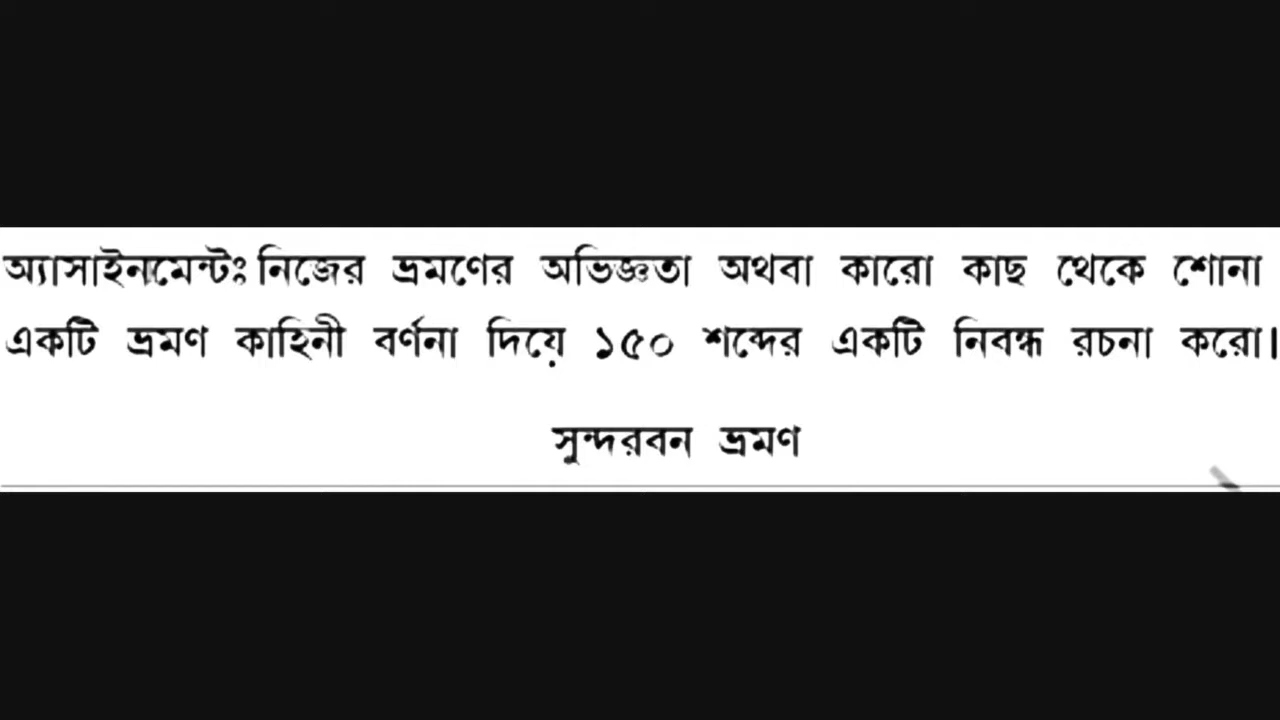 অ্যাসাইনমেন্টঃ নিজের ভ্রমণের অভিজ্ঞতা অথবা কারো কাছ থেকে শোনা
একটি ভ্রমণ কাহিনী বর্ণনা দিয়ে ১৫০ শব্দের একটি নিবন্ধ রচনা করো।
সুন্দরবন ভ্রমণ